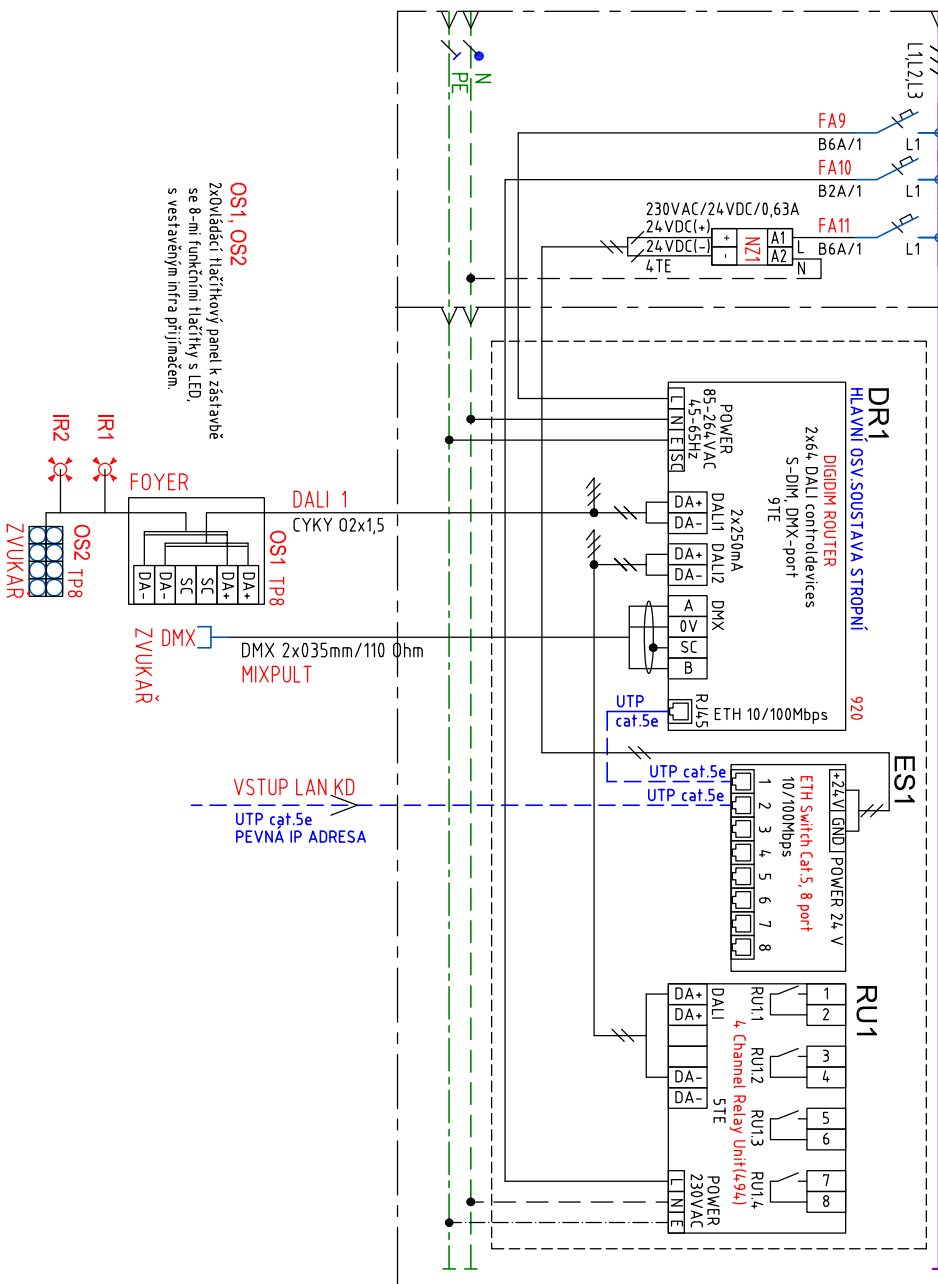 L1,L2,L3
N
PE
FA9
B6A/1
L1
FA10
B2A/1
L1
FA11
B6A/1
L1
230VAC/24VDC/0,63A
24VDC(+)
24VDC(-)
4TE
+
-
NZ1
A1
A2
L
N
OS1, OS2
2xOvládácí tlačítkový panel k zástavbě
se 8-mi funkčními tlačítky s LED,
s vestavěným infra přijímačem.
DR1
HLAVNÍ OSV.SOUSTAVA STROPNÍ
DIGIDIM ROUTER
2x64 DALI controldevices
S-DIM, DMX-port
9TE
920
POWER
85-264VAC
45-65Hz
L
N
E
SC
2x250mA
DALI1
DA+
DA-
DALI2
DA+
DA-
DMX
A
0V
SC
B
RJ45
ETH 10/100Mbps
UTP
cat.5e
IR1
IR2
FOYER
OS1 TP8
DA+
DA+
SC
SC
DA-
DA-
OS2 TP8
ZVUKAŘ
DALI 1
CYKY O2x1,5
DMX
ZVUKAŘ
DMX 2x035mm/110 Ohm
MIXPULT
VSTUP LAN KD
UTP cat.5e
PEVNÁ IP ADRESA
UTP cat.5e
UTP cat.5e
ES1
+24V
GND
POWER 24 V
ETH Switch Cat.5, 8 port
10/100Mbps
1
2
3
4
5
6
7
8
RU1
1
2
RU1.1
3
4
RU1.2
5
6
RU1.3
7
8
RU1.4
4 Channel Relay Unit(494)
5TE
DALI
DA+
DA+
DA-
DA-
POWER
230VAC
L
N
E